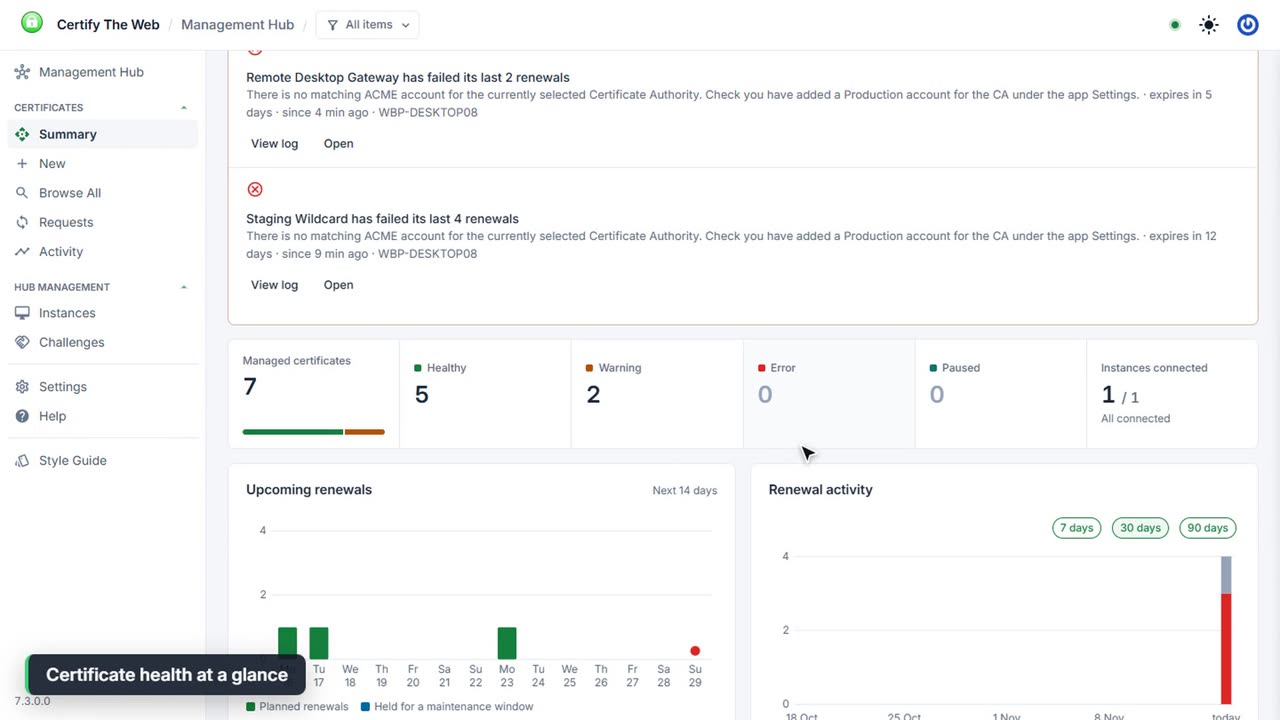 Certify The Web / Management Hub / All items
Management Hub
CERTIFICATES
Summary
New
Browse All
Requests
Activity
HUB MANAGEMENT
Instances
Challenges
Settings
Help
Style Guide
7.3.0.0
Remote Desktop Gateway has failed its last 2 renewals
There is no matching ACME account for the currently selected Certificate Authority. Check you have added a Production account for the CA under the app Settings. · expires in 5
days · since 4 min ago · WBP-DESKTOP08
View log Open
Staging Wildcard has failed its last 4 renewals
There is no matching ACME account for the currently selected Certificate Authority. Check you have added a Production account for the CA under the app Settings. · expires in 12
days · since 9 min ago · WBP-DESKTOP08
View log Open
Managed certificates
7
Healthy
5
Warning
2
Error
0
Paused
0
Instances connected
1 / 1
All connected
Upcoming renewals
Next 14 days
4
2
Tu We Th Fr Sa Su Mo Tu We Th Fr Sa Su
17 18 19 20 21 22 23 24 25 26 27 28 29
Planned renewals Held for a maintenance window
Renewal activity
7 days 30 days 90 days
4
2
0
18 Oct 25 Oct 1 Nov 8 Nov today
Certificate health at a glance